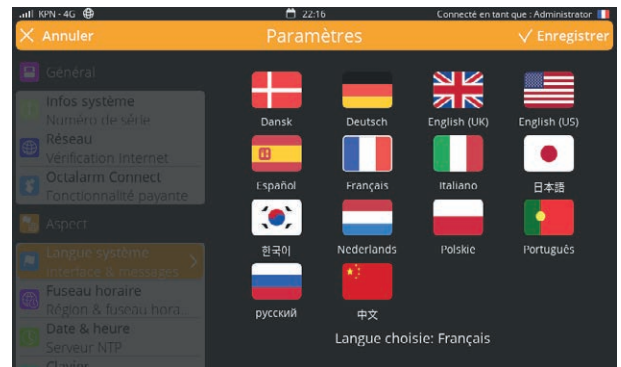 KPN - 4G 22:16 Connecté en tant que : Administrator
Annuler Paramètres Enregistrer
Général
Infos système
Numéro de série
Réseau
Vérification Internet
Octalarm Connect
Fonctionnalité payante
Aspect
Langue système
Interface & messages
Fuseau horaire
Région & fuseau hora...
Date & heure
Serveur NTP
Clavier
Dansk Deutsch English (UK) English (US)
Español Français Italiano 日本語
한국이 Nederlands Polskie Português
русский 中文
Langue choisie: Français